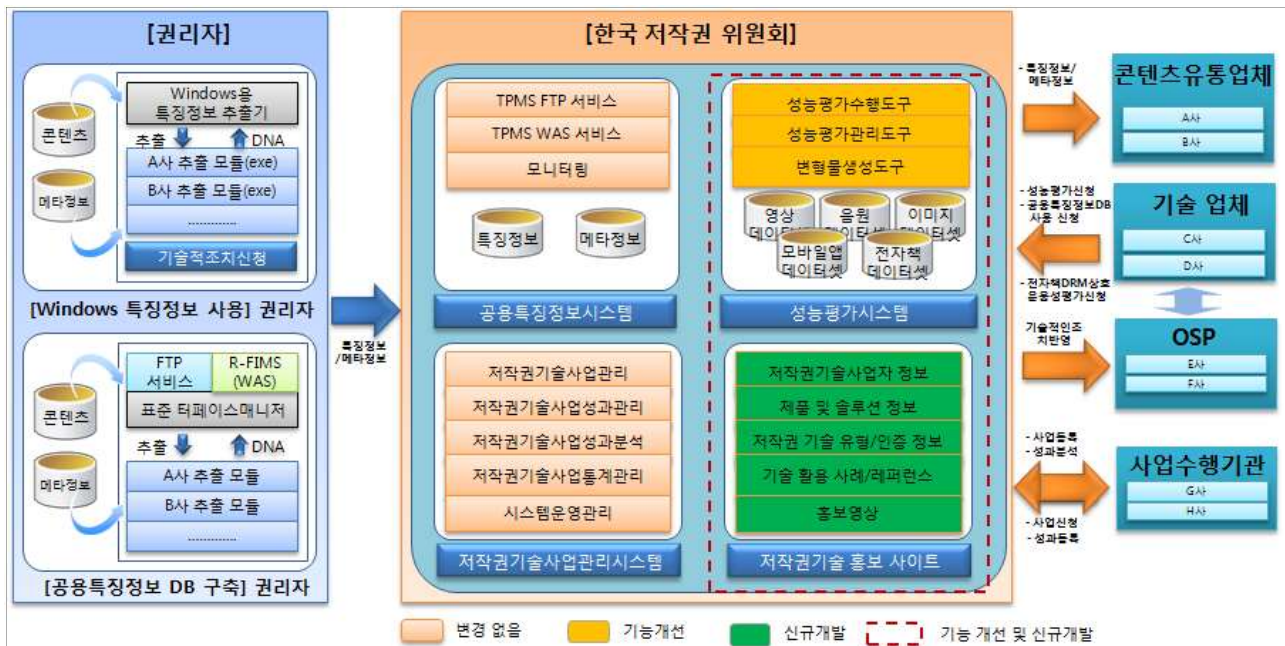 [권리자]
콘텐츠
메타정보
Windows용
특징정보 추출기
추출
DNA
A사 추출 모듈(exe)
B사 추출 모듈(exe)
.............
기술적조치신청
[Windows 특징정보 사용] 권리자
콘텐츠
메타정보
FTP
서비스
R-FIMS
(WAS)
표준 터페이스매니저
추출
DNA
A사 추출 모듈
B사 추출 모듈
.............
[공용특징정보 DB 구축] 권리자
특징정보
/메타정보
[한국 저작권 위원회]
TPMS FTP 서비스
TPMS WAS 서비스
모니터링
특징정보
메타정보
공용특징정보시스템
성능평가수행도구
성능평가관리도구
변형물생성도구
영상
데이터셋
음원
데이터셋
이미지
데이터셋
모바일앱
데이터셋
전자책
데이터셋
성능평가시스템
저작권기술사업관리
저작권기술사업성과관리
저작권기술사업성과분석
저작권기술사업통계관리
시스템운영관리
저작권기술사업관리시스템
저작권기술사업자 정보
제품 및 솔루션 정보
저작권 기술 유형/인증 정보
기술 활용 사례/레퍼런스
홍보영상
저작권기술 홍보 사이트
- 특징정보/
메타정보
콘텐츠유통업체
A사
B사
- 성능평가신청
- 공용특징정보DB
사용 신청
- 전자책DRM상호
운용성평가신청
기술 업체
C사
D사
기술적인조
치반영
OSP
E사
F사
- 사업등록
- 성과분석
- 사업신청
- 성과등록
사업수행기관
G사
H사
변경 없음
기능개선
신규개발
기능 개선 및 신규개발